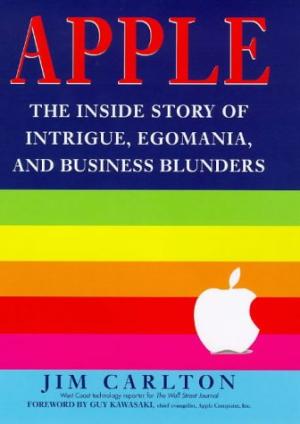 APPLE
THE INSIDE STORY OF
INTRIGUE, EGOMANIA,
AND BUSINESS BLUNDERS
JIM CARLTON
West Coast technology reporter for The Wall Street Journal
FOREWORD BY GUY KAWASAKI, chief evangelist, Apple Computer, Inc.